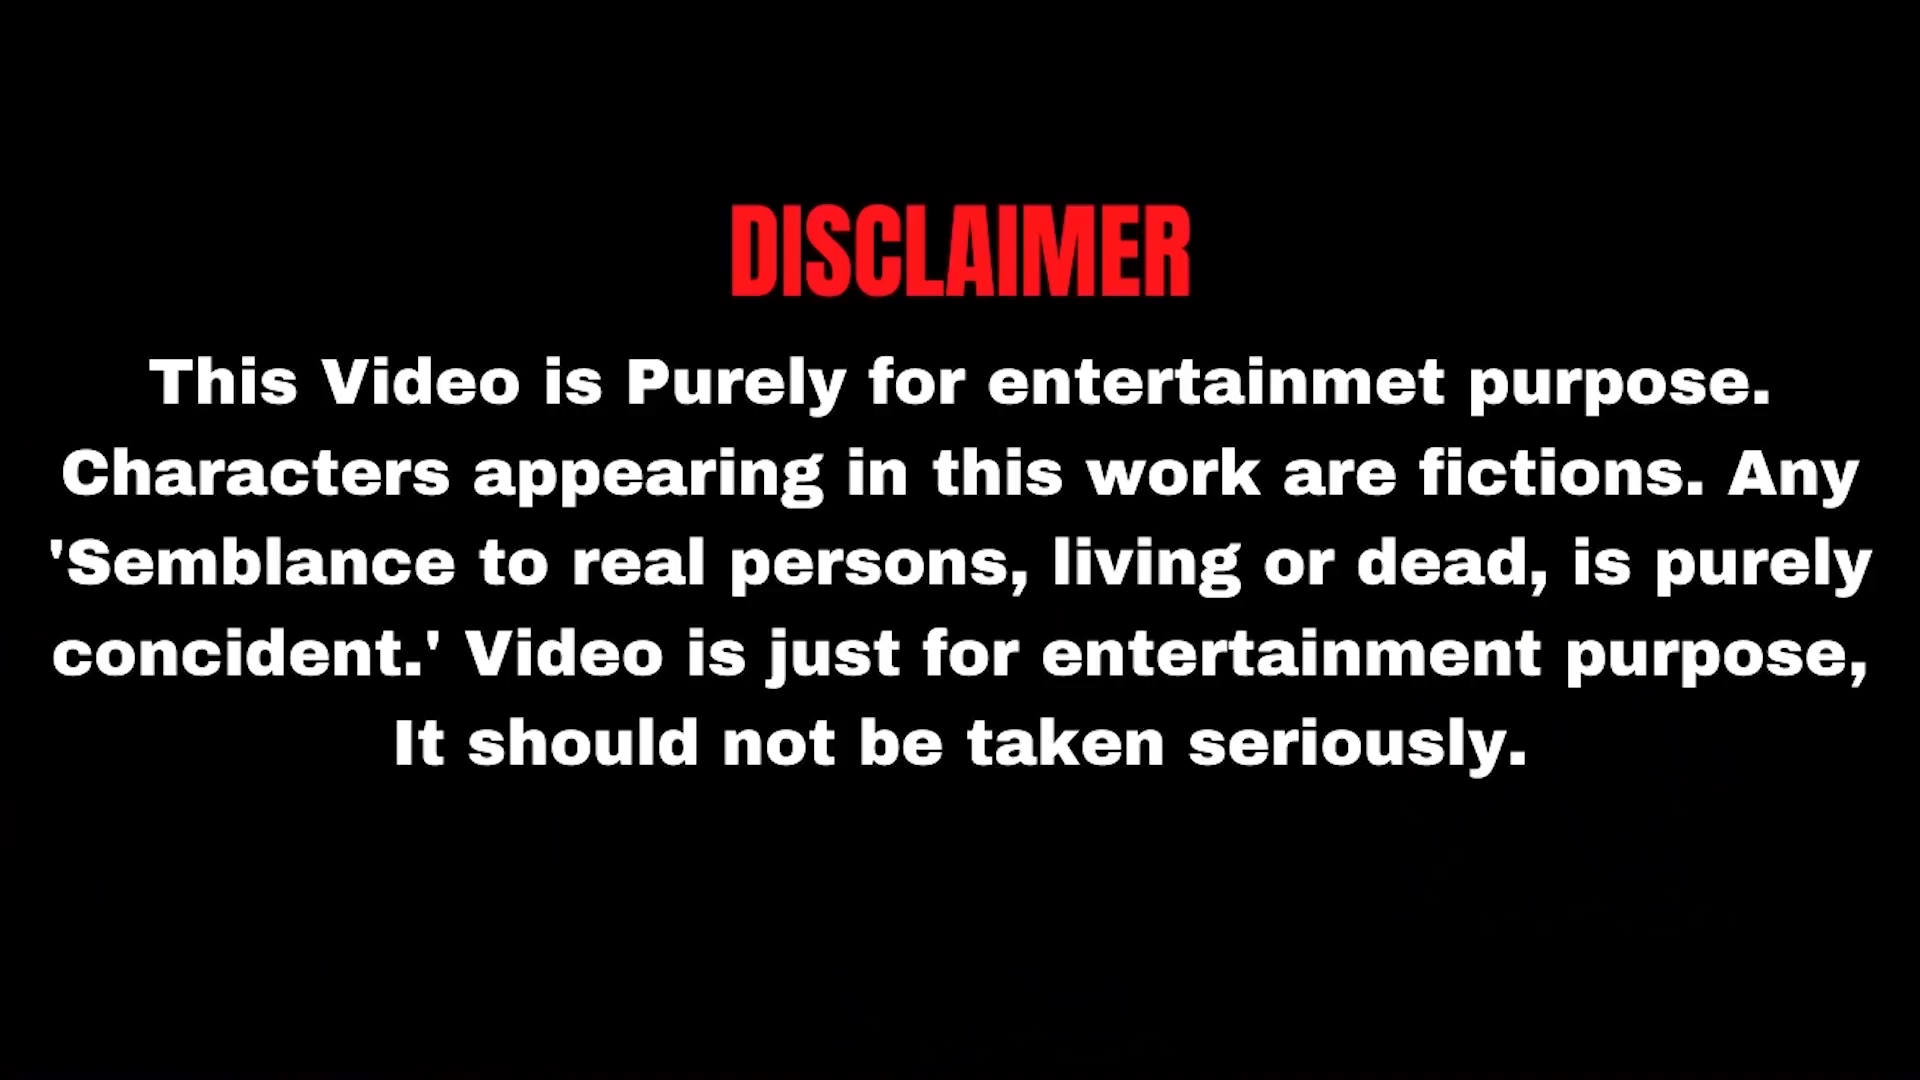 DISCLAIMER
This Video is Purely for entertainmet purpose.
Characters appearing in this work are fictions. Any
'Semblance to real persons, living or dead, is purely
concident.' Video is just for entertainment purpose,
It should not be taken seriously.